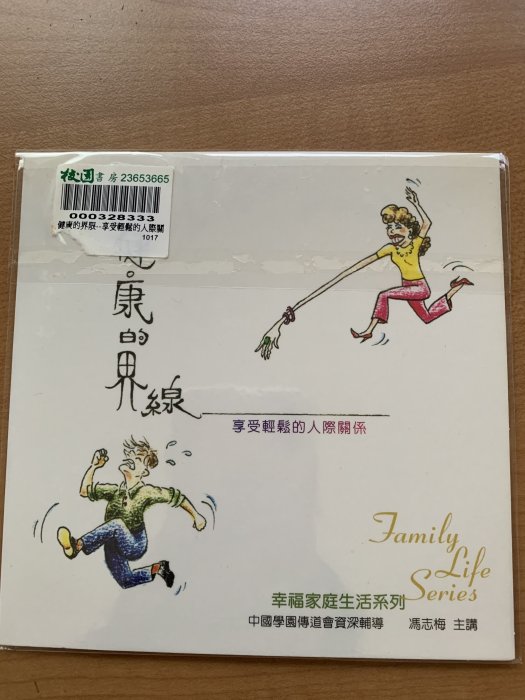 校園書房 23653665
000328333
健康的界限--享受輕鬆的人際關
1017
健康的界線
享受輕鬆的人際關係
Family
Life
Series
幸福家庭生活系列
中國學園傳道會資深輔導 馮志梅 主講